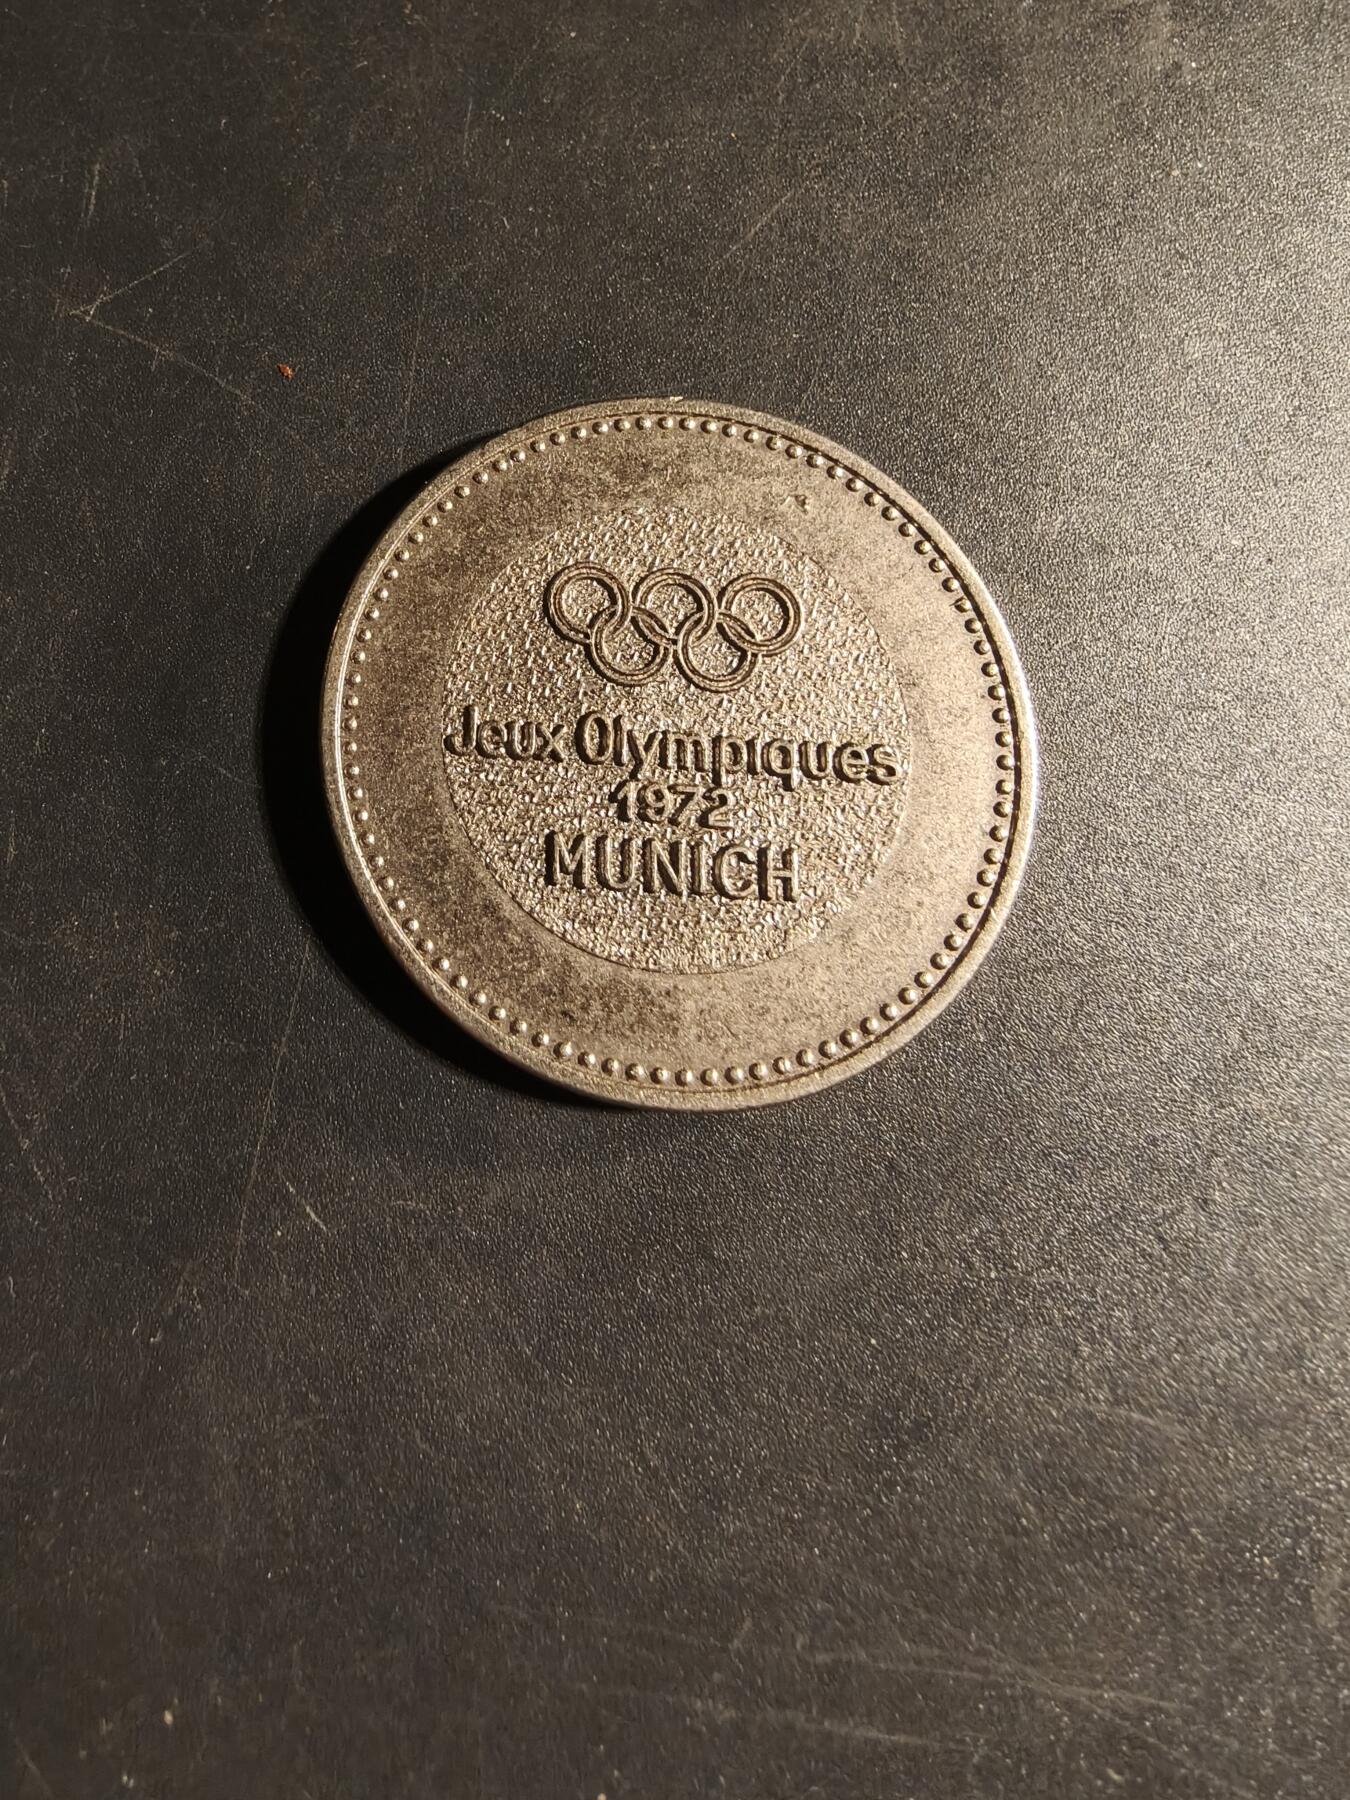 Jeux Olympiques
1972
MUNICH